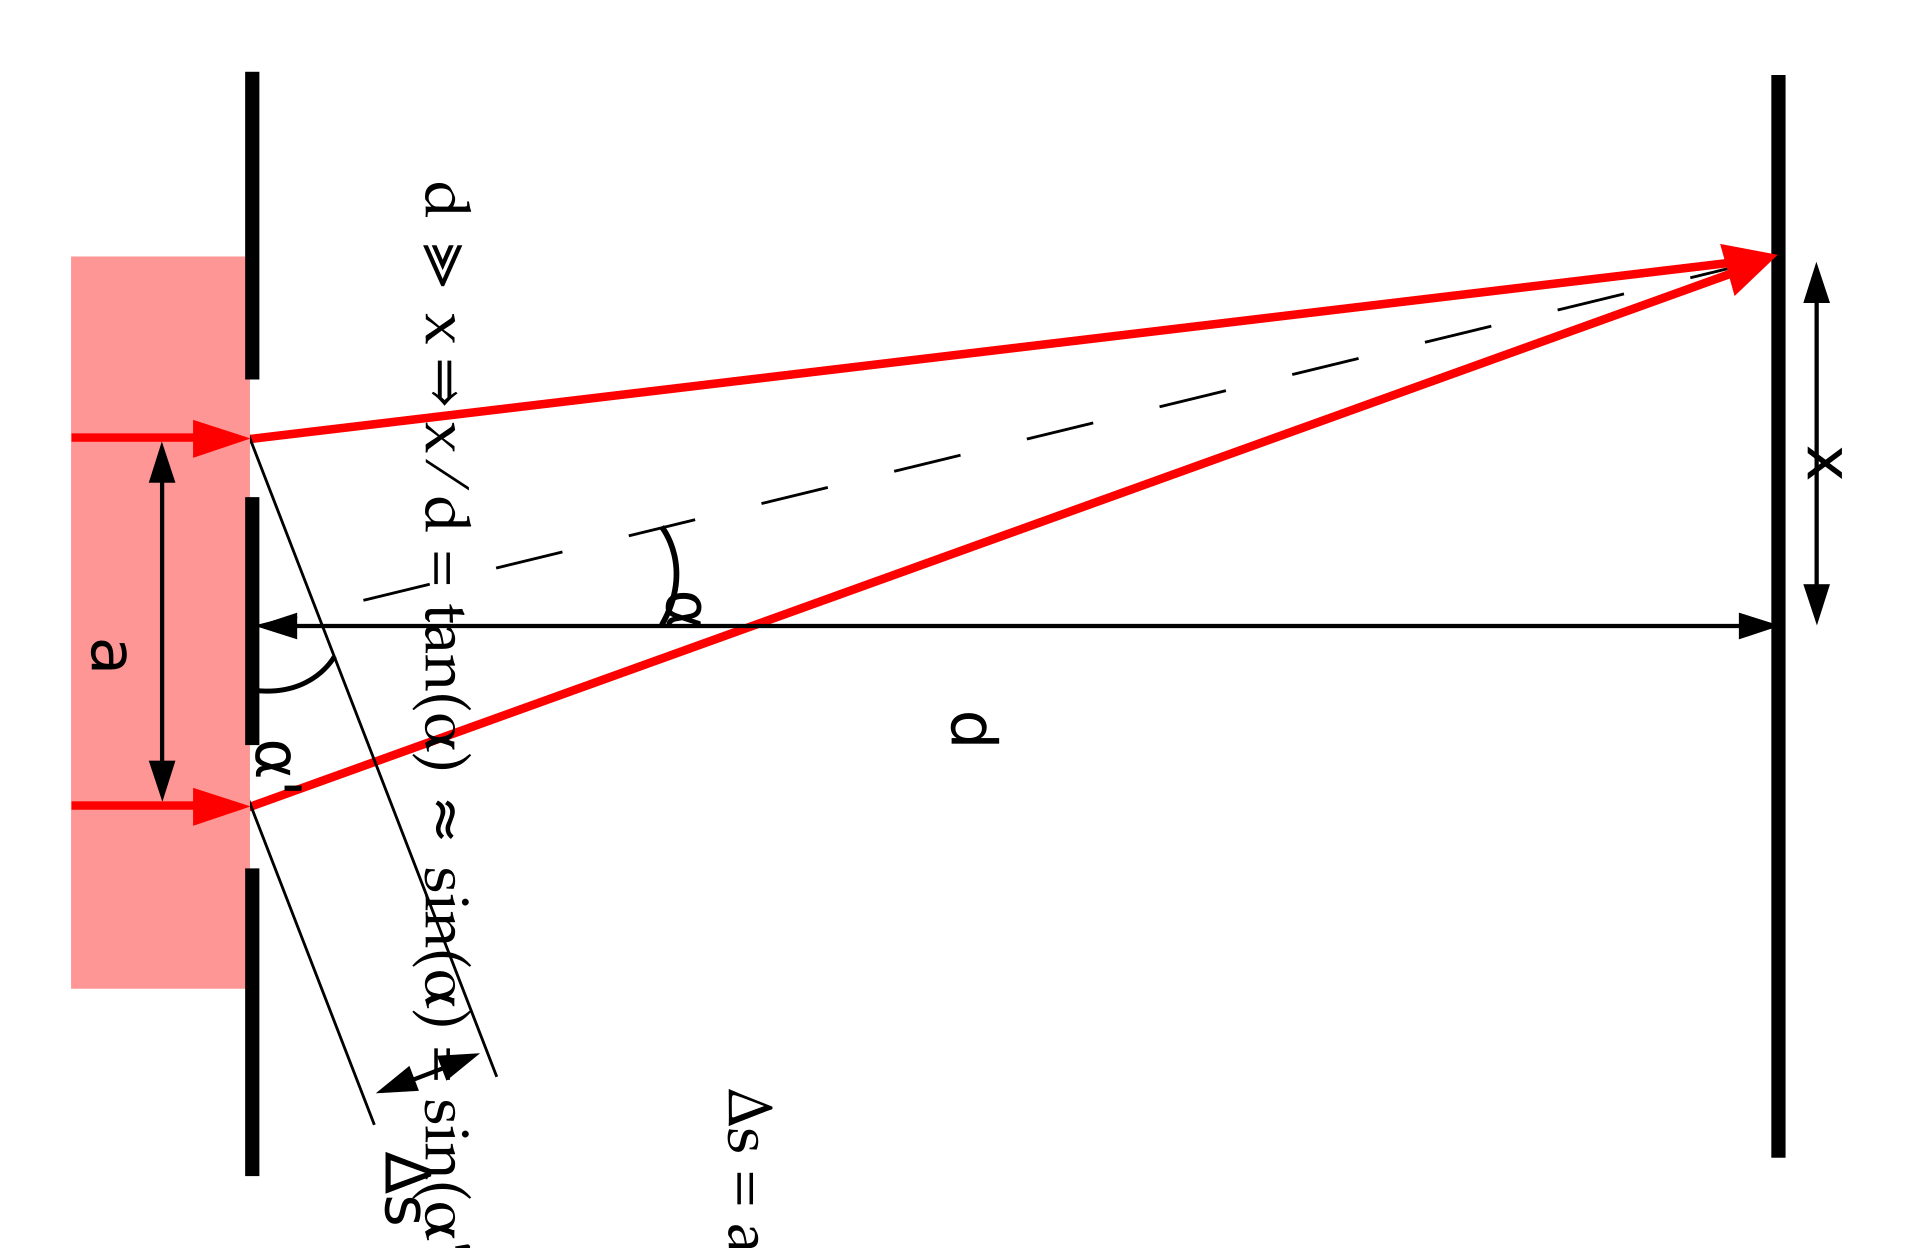 d ⋙ x ⇒ x/d = tan(α) ≈ sin(α) = sin(α'
Δs = a
a
α
α'
d
x
Δs